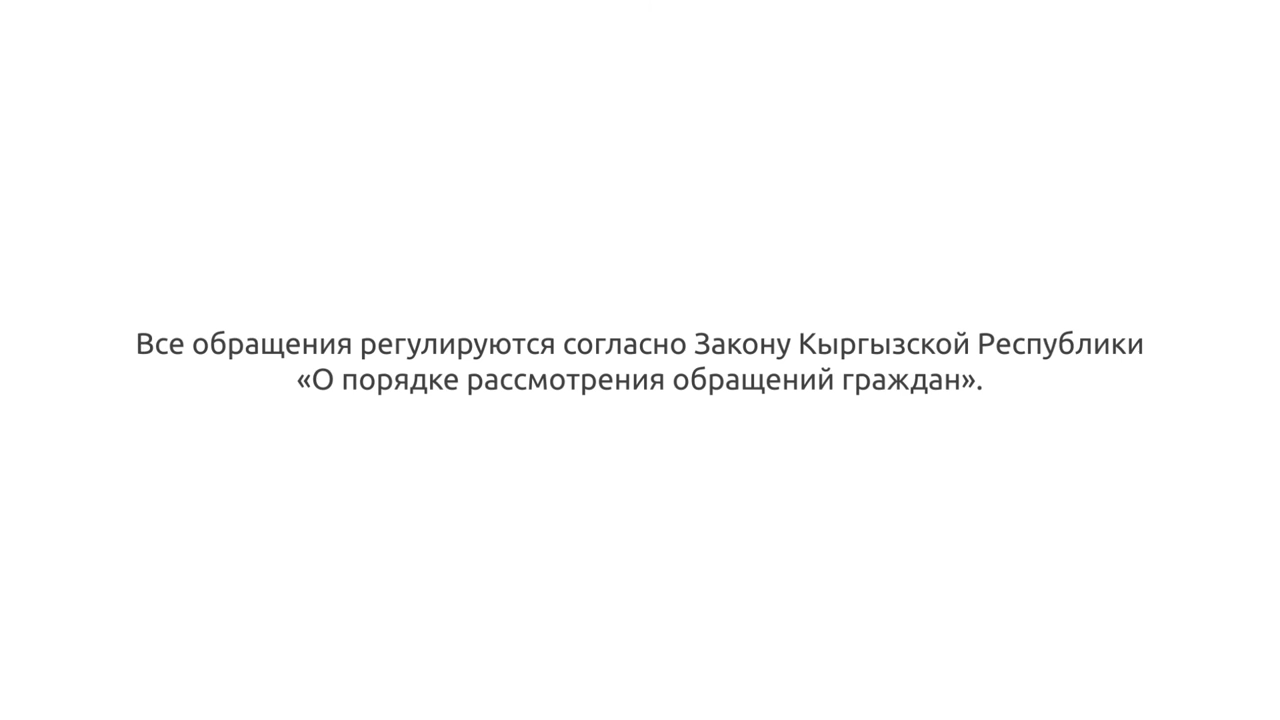 Все обращения регулируются согласно Закону Кыргызской Республики
«О порядке рассмотрения обращений граждан».